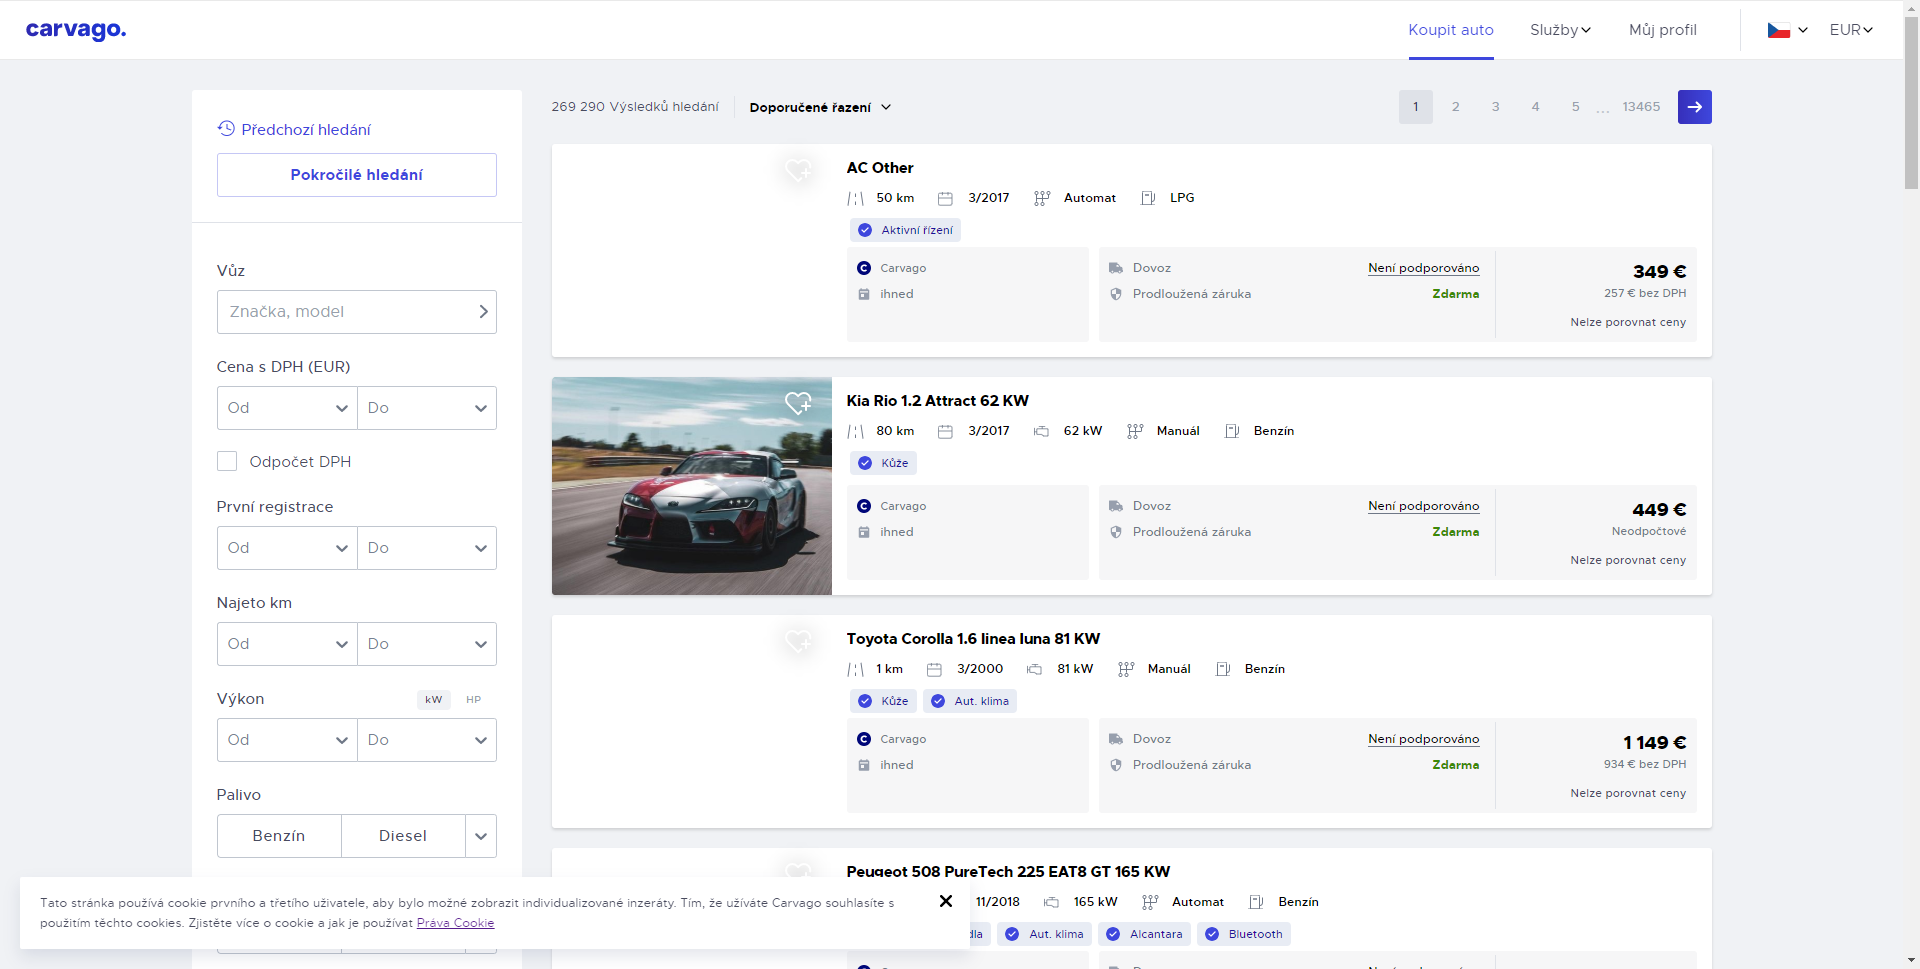 carvago.
Koupit auto
Služby
Můj profil
EUR
Předchozí hledání
Pokročilé hledání
Vůz
Značka, model
Cena s DPH (EUR)
Od
Do
Odpočet DPH
První registrace
Od
Do
Najeto km
Od
Do
Výkon
kW
HP
Od
Do
Palivo
Benzín
Diesel
269 290 Výsledků hledání
Doporučené řazení
1 2 3 4 5 ... 13465
AC Other
50 km 3/2017 Automat LPG
Aktivní řízení
Carvago
ihned
Dovoz Není podporováno
Prodloužená záruka Zdarma
349 €
257 € bez DPH
Nelze porovnat ceny
Kia Rio 1.2 Attract 62 KW
80 km 3/2017 62 kW Manuál Benzín
Kůže
Carvago
ihned
Dovoz Není podporováno
Prodloužená záruka Zdarma
449 €
Neodpočtové
Nelze porovnat ceny
Toyota Corolla 1.6 linea luna 81 KW
1 km 3/2000 81 kW Manuál Benzín
Kůže Aut. klima
Carvago
ihned
Dovoz Není podporováno
Prodloužená záruka Zdarma
1 149 €
934 € bez DPH
Nelze porovnat ceny
Peugeot 508 PureTech 225 EAT8 GT 165 KW
11/2018 165 kW Automat Benzín
Aut. klima Alcantara Bluetooth
Tato stránka používá cookie prvního a třetího uživatele, aby bylo možné zobrazit individualizované inzeráty. Tím, že užíváte Carvago souhlasíte s
použitím těchto cookies. Zjistěte více o cookie a jak je používat Práva Cookie